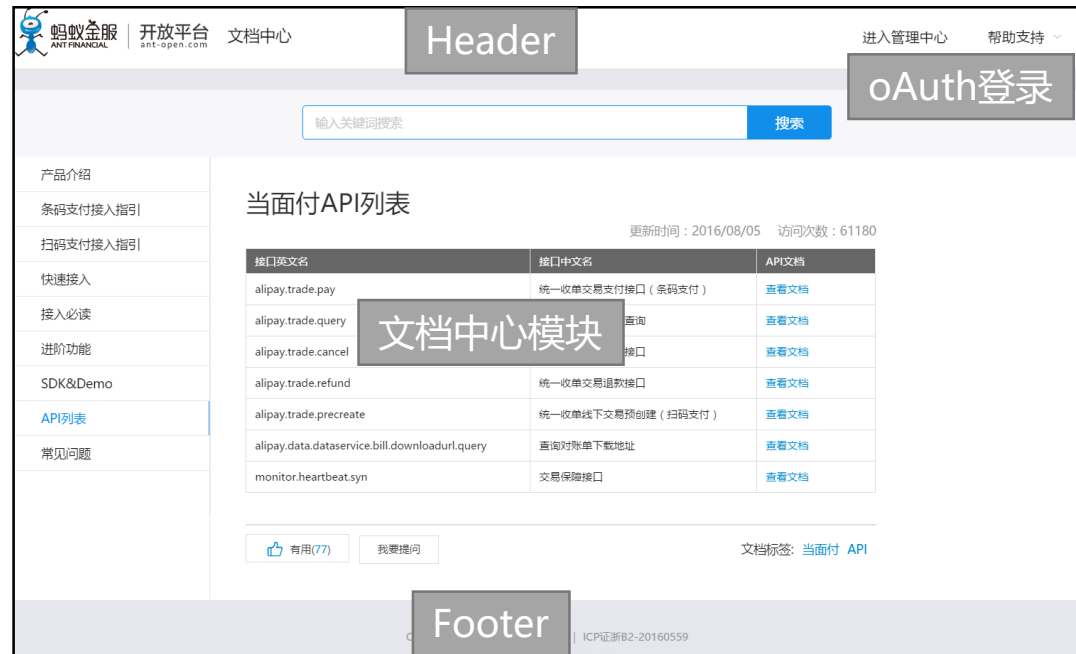 蚂蚁金服 开放平台 文档中心
ANT FINANCIAL ant-open.com
Header
进入管理中心 帮助支持
oAuth登录
输入关键词搜索 搜索
产品介绍
条码支付接入指引
扫码支付接入指引
快速接入
接入必读
进阶功能
SDK&Demo
API列表
常见问题
当面付API列表
更新时间：2016/08/05 访问次数：61180
接口英文名 接口中文名 API文档
alipay.trade.pay 统一收单交易支付接口（条码支付） 查看文档
alipay.trade.query 查询 查看文档
文档中心模块
alipay.trade.cancel 接口 查看文档
alipay.trade.refund 统一收单交易退款接口 查看文档
alipay.trade.precreate 统一收单线下交易预创建（扫码支付） 查看文档
alipay.data.dataservice.bill.downloadurl.query 查询对账单下载地址 查看文档
monitor.heartbeat.syn 交易保障接口 查看文档
有用(77) 我要提问 文档标签: 当面付 API
Footer
| ICP证浙B2-20160559